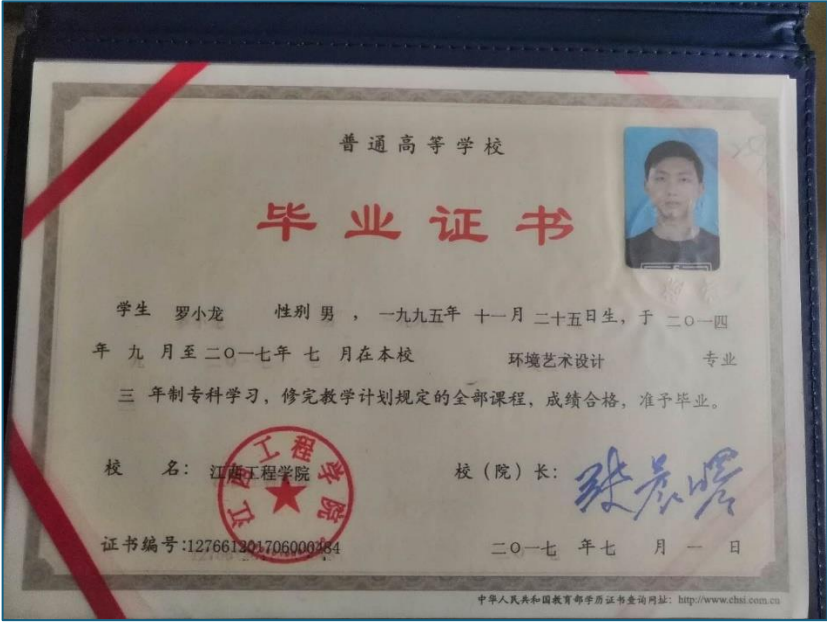 普通高等学校
毕业证书
学生 罗小龙 性别 男 ，一九九五年 十一月 二十五日生，于 二〇一四
年 九 月至二〇一七年 七 月在本校 环境艺术设计 专业
三 年制专科学习，修完教学计划规定的全部课程，成绩合格，准予毕业。
校 名：江西工程学院 校（院）长：
江西工程学院
证书编号：127661201706000484 二〇一七 年七 月 一 日
中华人民共和国教育部学历证书查询网址：http://www.chsi.com.cn